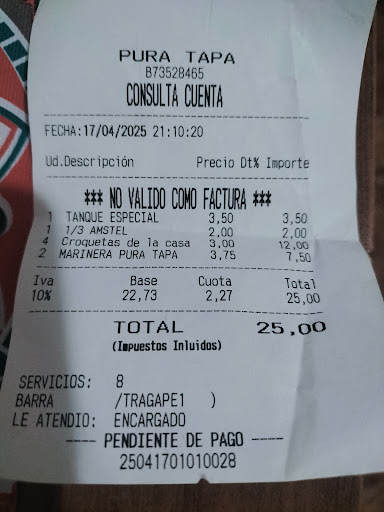 PURA TAPA
B73528465
CONSULTA CUENTA
FECHA:17/04/2025 21:10:20
Ud.Descripción Precio Dt% Importe
*** NO VALIDO COMO FACTURA ***
1 TANQUE ESPECIAL 3,50 3,50
1 1/3 AMSTEL 2,00 2,00
4 Croquetas de la casa 3,00 12,00
2 MARINERA PURA TAPA 3,75 7,50
Iva Base Cuota Total
10% 22,73 2,27 25,00
TOTAL 25,00
(Impuestos Inluidos)
SERVICIOS: 8
BARRA /TRAGAPE1 )
LE ATENDIO: ENCARGADO
---- PENDIENTE DE PAGO ----
25041701010028